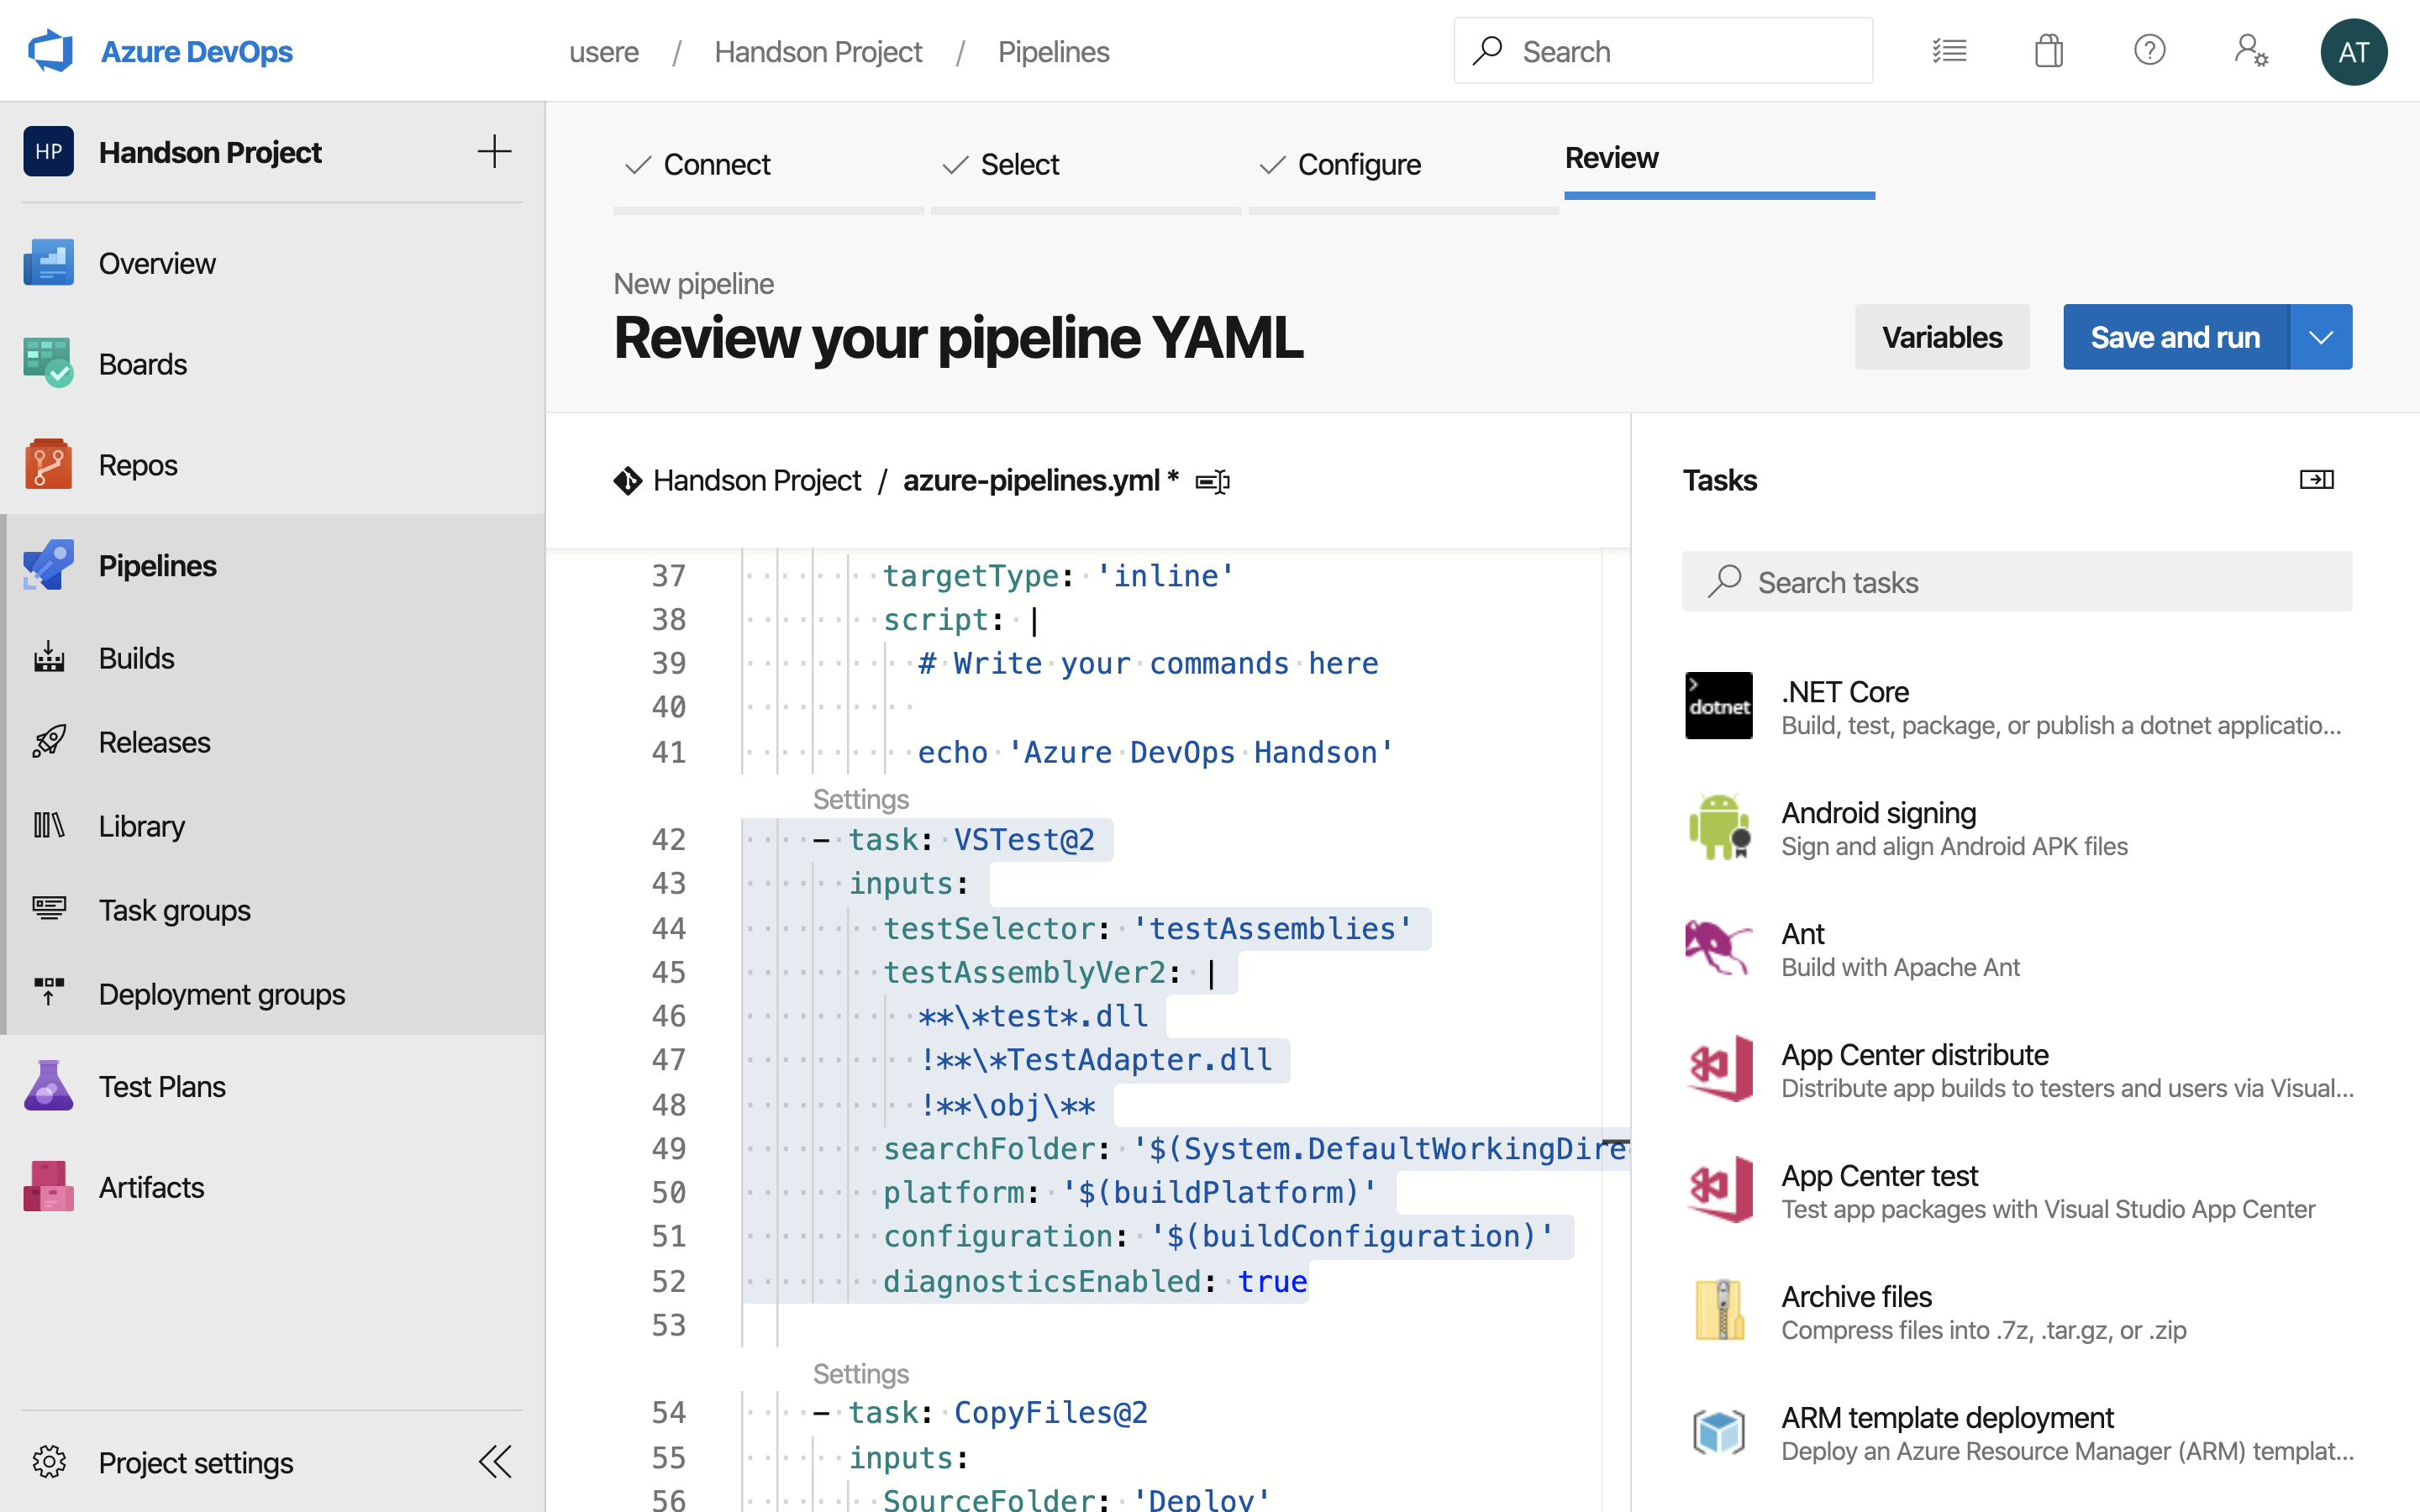 Azure DevOps
usere / Handson Project / Pipelines
Search
AT
HP Handson Project
Overview
Boards
Repos
Pipelines
Builds
Releases
Library
Task groups
Deployment groups
Test Plans
Artifacts
Project settings
Connect
Select
Configure
Review
New pipeline
Review your pipeline YAML
Variables
Save and run
Handson Project / azure-pipelines.yml *
37 targetType: 'inline'
38 script: |
39 # Write your commands here
40
41 echo 'Azure DevOps Handson'
Settings
42 - task: VSTest@2
43 inputs:
44 testSelector: 'testAssemblies'
45 testAssemblyVer2: |
46 **\*test*.dll
47 !**\*TestAdapter.dll
48 !**\obj\**
49 searchFolder: '$(System.DefaultWorkingDire
50 platform: '$(buildPlatform)'
51 configuration: '$(buildConfiguration)'
52 diagnosticsEnabled: true
53
Settings
54 - task: CopyFiles@2
55 inputs:
56 SourceFolder: 'Deploy'
Tasks
Search tasks
dotnet
.NET Core
Build, test, package, or publish a dotnet applicatio...
Android signing
Sign and align Android APK files
Ant
Build with Apache Ant
App Center distribute
Distribute app builds to testers and users via Visual...
App Center test
Test app packages with Visual Studio App Center
Archive files
Compress files into .7z, .tar.gz, or .zip
ARM template deployment
Deploy an Azure Resource Manager (ARM) templat...